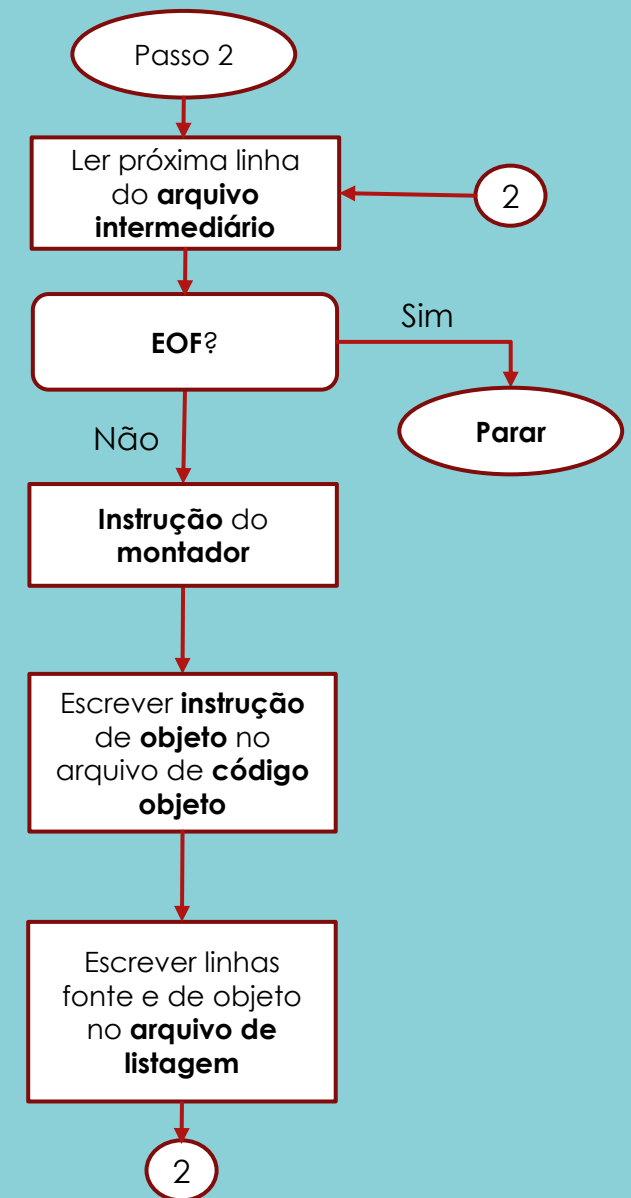 Passo 2
Ler próxima linha
do arquivo
intermediário
2
EOF?
Sim
Parar
Não
Instrução do
montador
Escrever instrução
de objeto no
arquivo de código
objeto
Escrever linhas
fonte e de objeto
no arquivo de
listagem
2